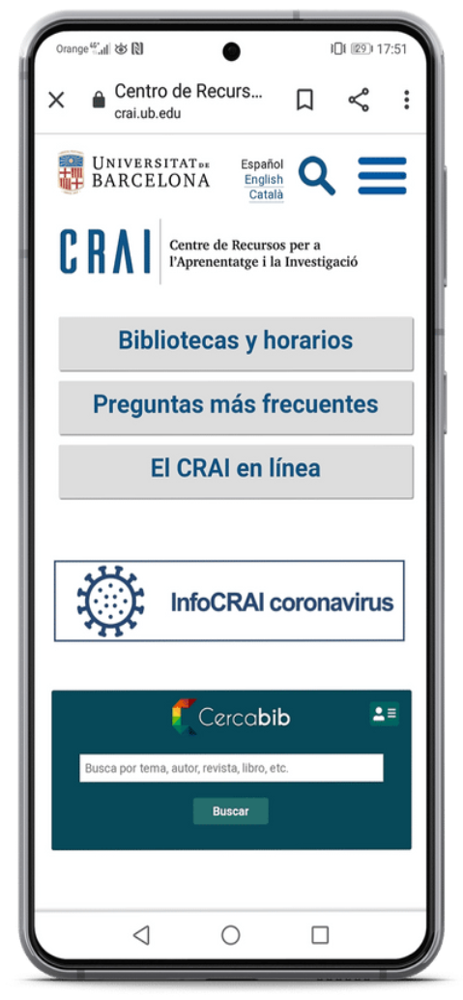 Orange 17:51
29
Centro de Recurs...
crai.ub.edu
UNIVERSITAT DE
BARCELONA
Español
English
Català
CRAI
Centre de Recursos per a
l'Aprenentatge i la Investigació
Bibliotecas y horarios
Preguntas más frecuentes
El CRAI en línea
InfoCRAI coronavirus
Cercabib
Busca por tema, autor, revista, libro, etc.
Buscar